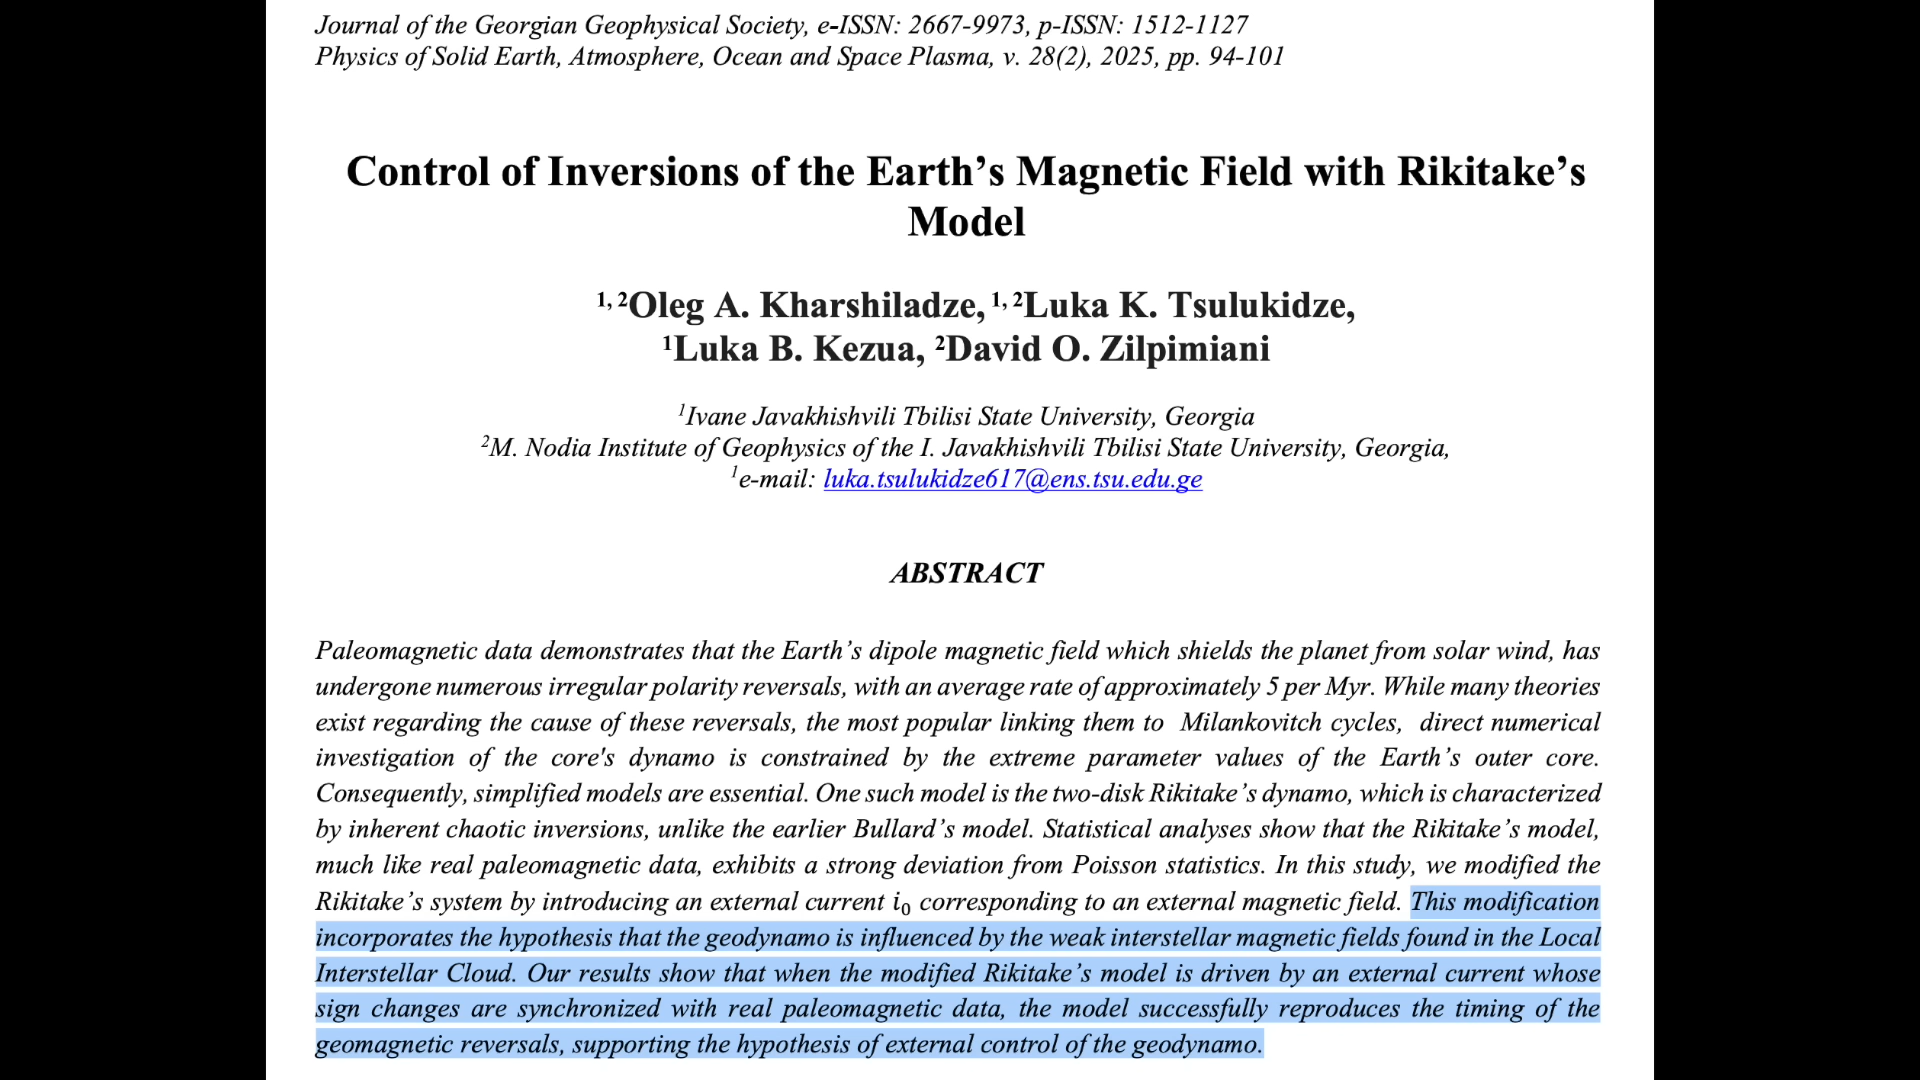 Journal of the Georgian Geophysical Society, e-ISSN: 2667-9973, p-ISSN: 1512-1127
Physics of Solid Earth, Atmosphere, Ocean and Space Plasma, v. 28(2), 2025, pp. 94-101
Control of Inversions of the Earth’s Magnetic Field with Rikitake’s
Model
1, 2Oleg A. Kharshiladze, 1, 2Luka K. Tsulukidze,
1Luka B. Kezua, 2David O. Zilpimiani
1Ivane Javakhishvili Tbilisi State University, Georgia
2M. Nodia Institute of Geophysics of the I. Javakhishvili Tbilisi State University, Georgia,
1e-mail: luka.tsulukidze617@ens.tsu.edu.ge
ABSTRACT
Paleomagnetic data demonstrates that the Earth’s dipole magnetic field which shields the planet from solar wind, has
undergone numerous irregular polarity reversals, with an average rate of approximately 5 per Myr. While many theories
exist regarding the cause of these reversals, the most popular linking them to Milankovitch cycles, direct numerical
investigation of the core's dynamo is constrained by the extreme parameter values of the Earth’s outer core.
Consequently, simplified models are essential. One such model is the two-disk Rikitake’s dynamo, which is characterized
by inherent chaotic inversions, unlike the earlier Bullard’s model. Statistical analyses show that the Rikitake’s model,
much like real paleomagnetic data, exhibits a strong deviation from Poisson statistics. In this study, we modified the
Rikitake’s system by introducing an external current i0 corresponding to an external magnetic field. This modification
incorporates the hypothesis that the geodynamo is influenced by the weak interstellar magnetic fields found in the Local
Interstellar Cloud. Our results show that when the modified Rikitake’s model is driven by an external current whose
sign changes are synchronized with real paleomagnetic data, the model successfully reproduces the timing of the
geomagnetic reversals, supporting the hypothesis of external control of the geodynamo.